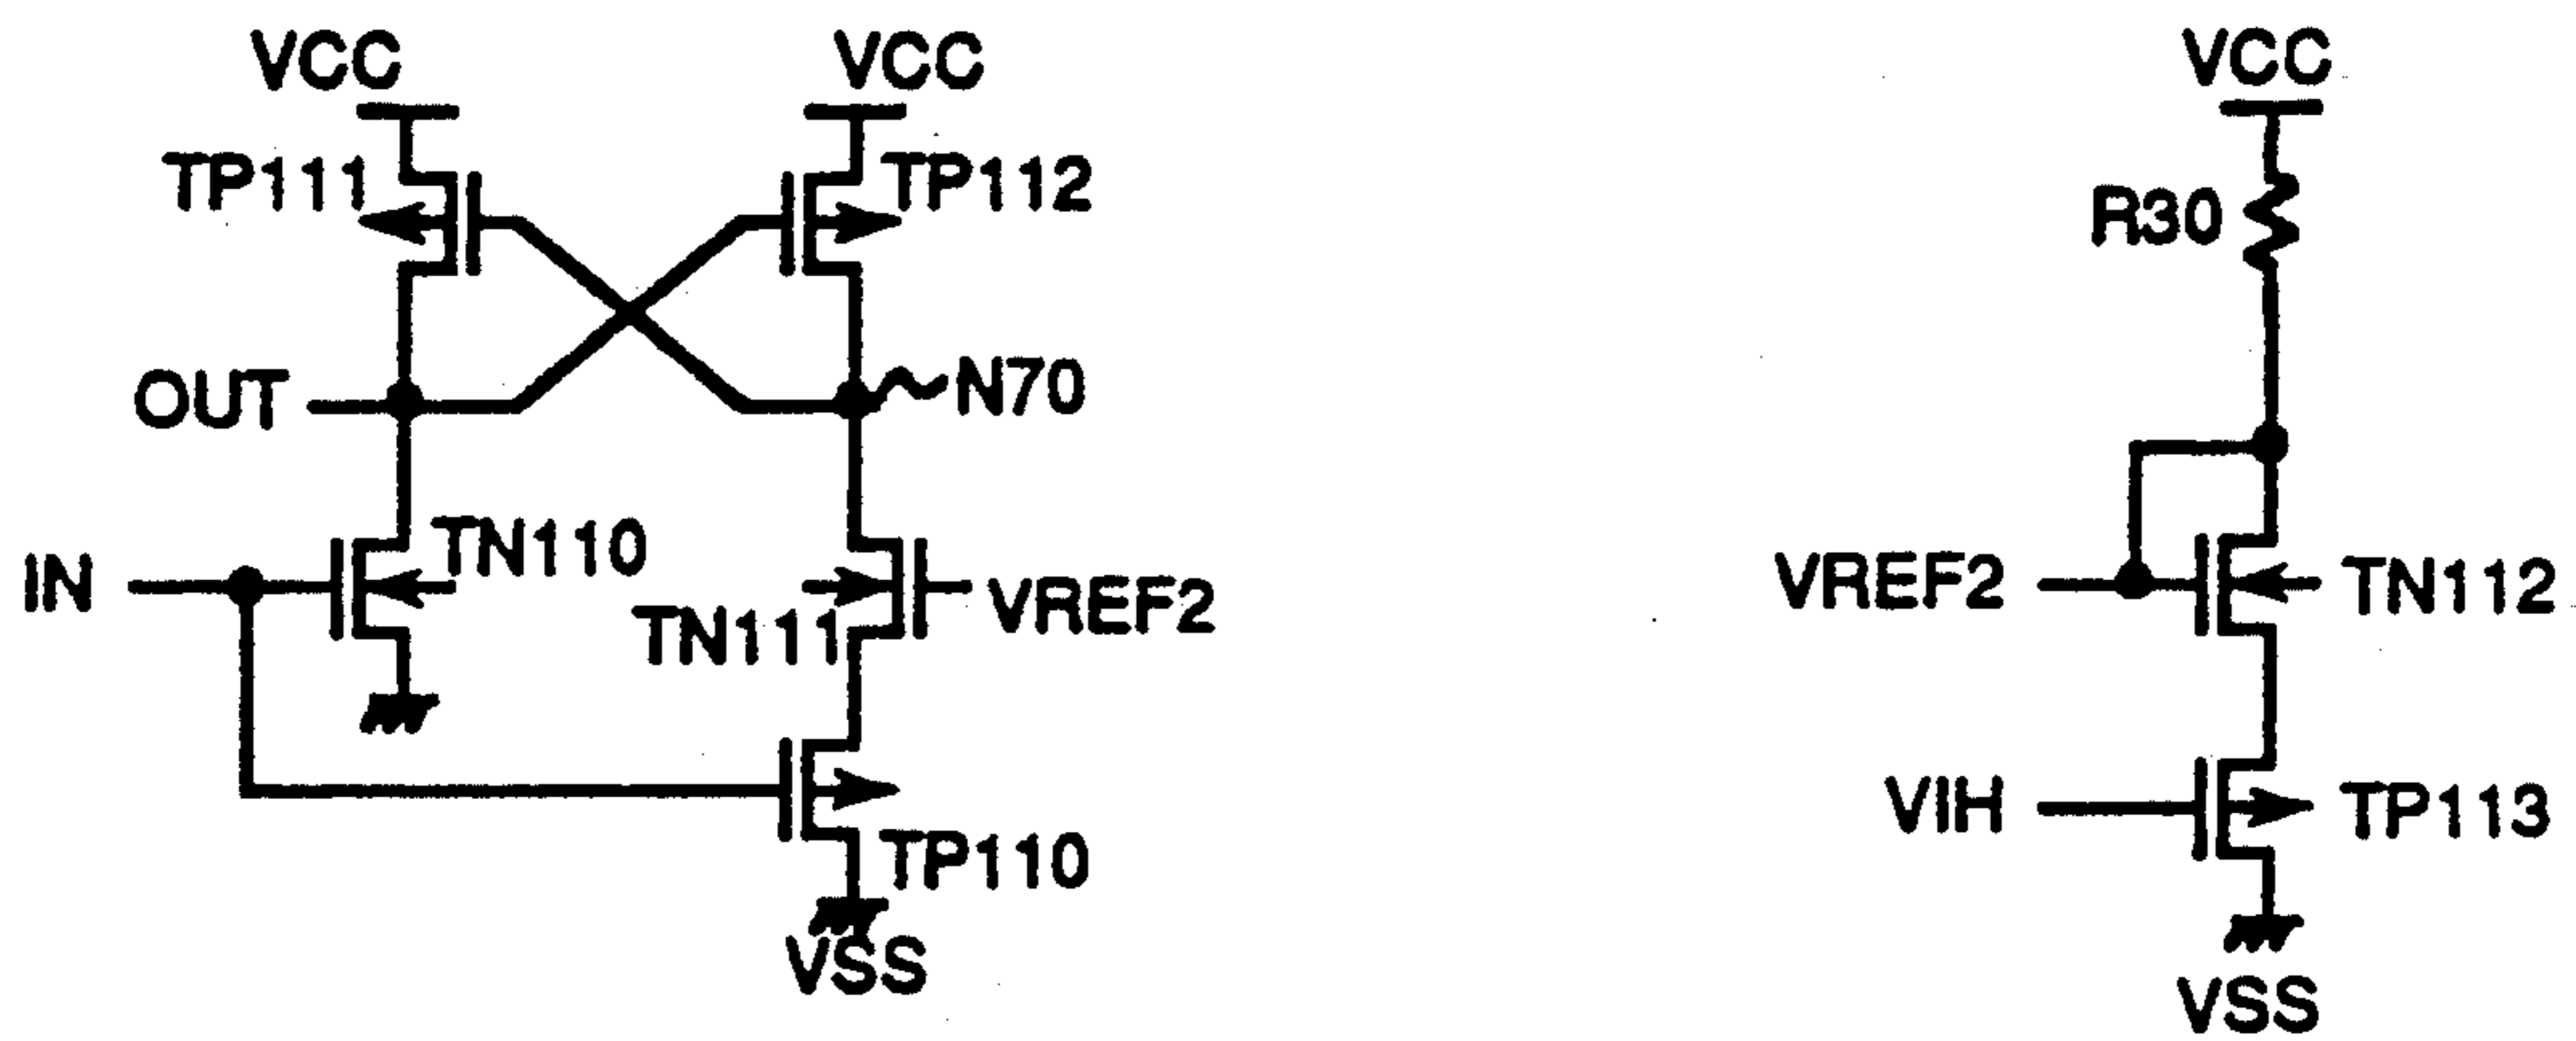 VCC
VCC
VCC
TP111
TP112
R30
OUT
N70
IN
TN110
TN111
VREF2
VREF2
TN112
VIH
TP113
TP110
VSS
VSS